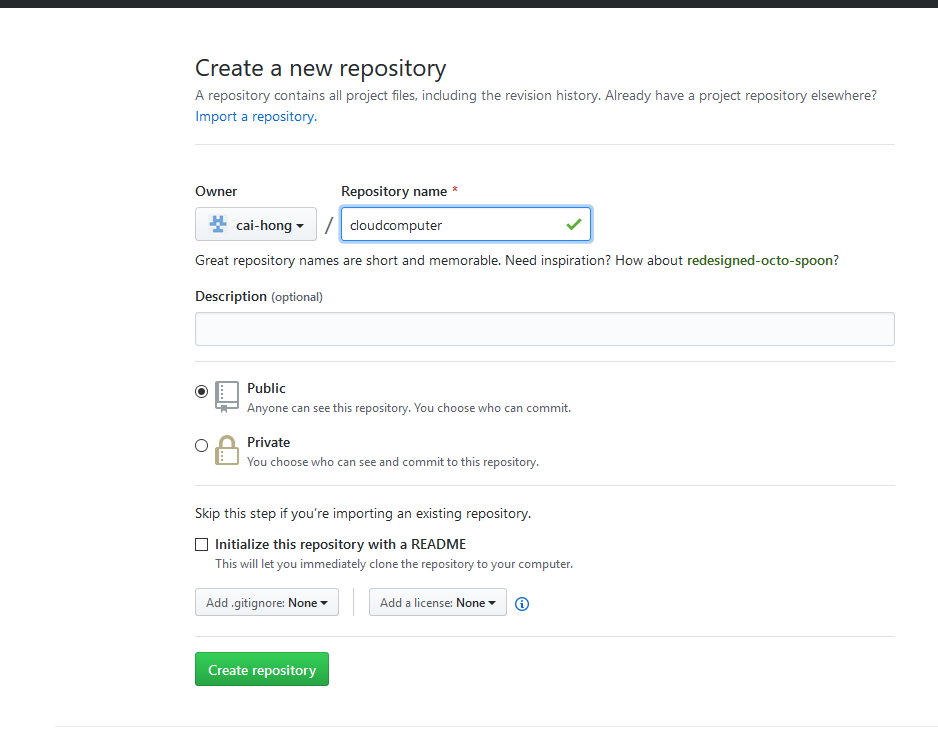 Create a new repository
A repository contains all project files, including the revision history. Already have a project repository elsewhere?
Import a repository.
Owner
Repository name *
cai-hong
/
cloudcomputer
Great repository names are short and memorable. Need inspiration? How about redesigned-octo-spoon?
Description (optional)
Public
Anyone can see this repository. You choose who can commit.
Private
You choose who can see and commit to this repository.
Skip this step if you’re importing an existing repository.
Initialize this repository with a README
This will let you immediately clone the repository to your computer.
Add .gitignore: None
Add a license: None
Create repository